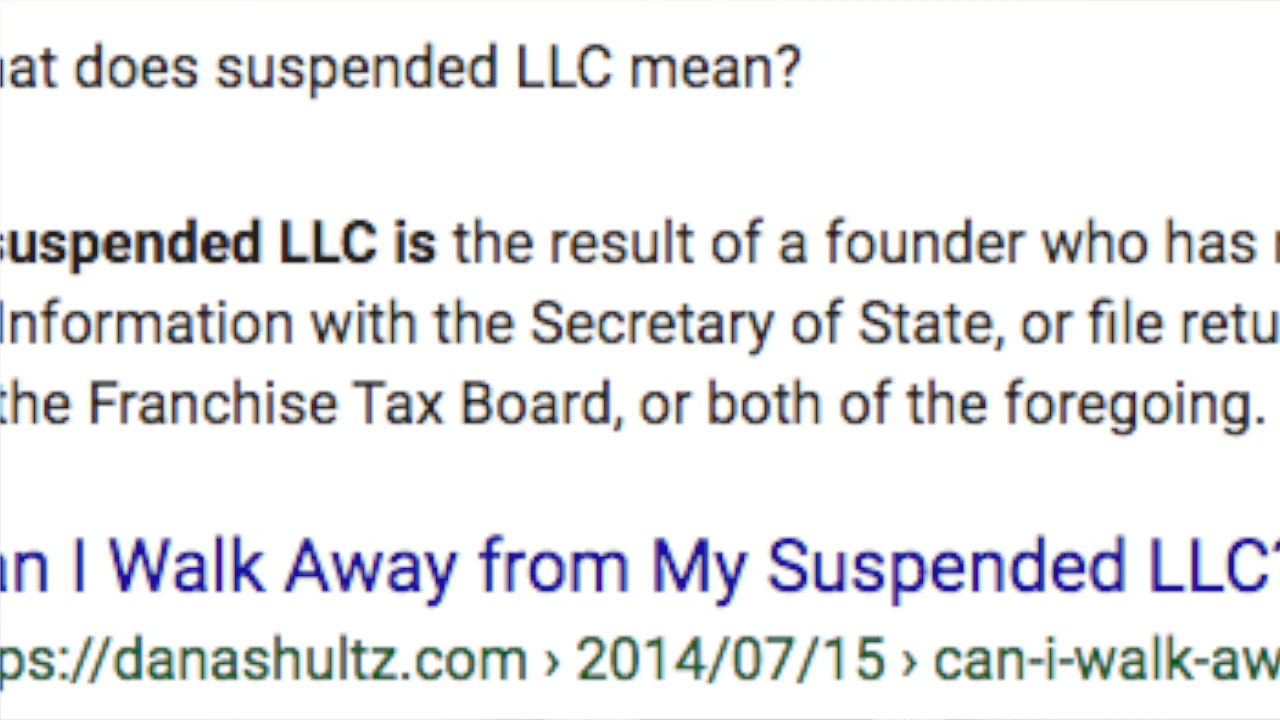 at does suspended LLC mean?
suspended LLC is the result of a founder who has
Information with the Secretary of State, or file retu
the Franchise Tax Board, or both of the foregoing.
an I Walk Away from My Suspended LLC?
ps://danashultz.com › 2014/07/15 › can-i-walk-aw